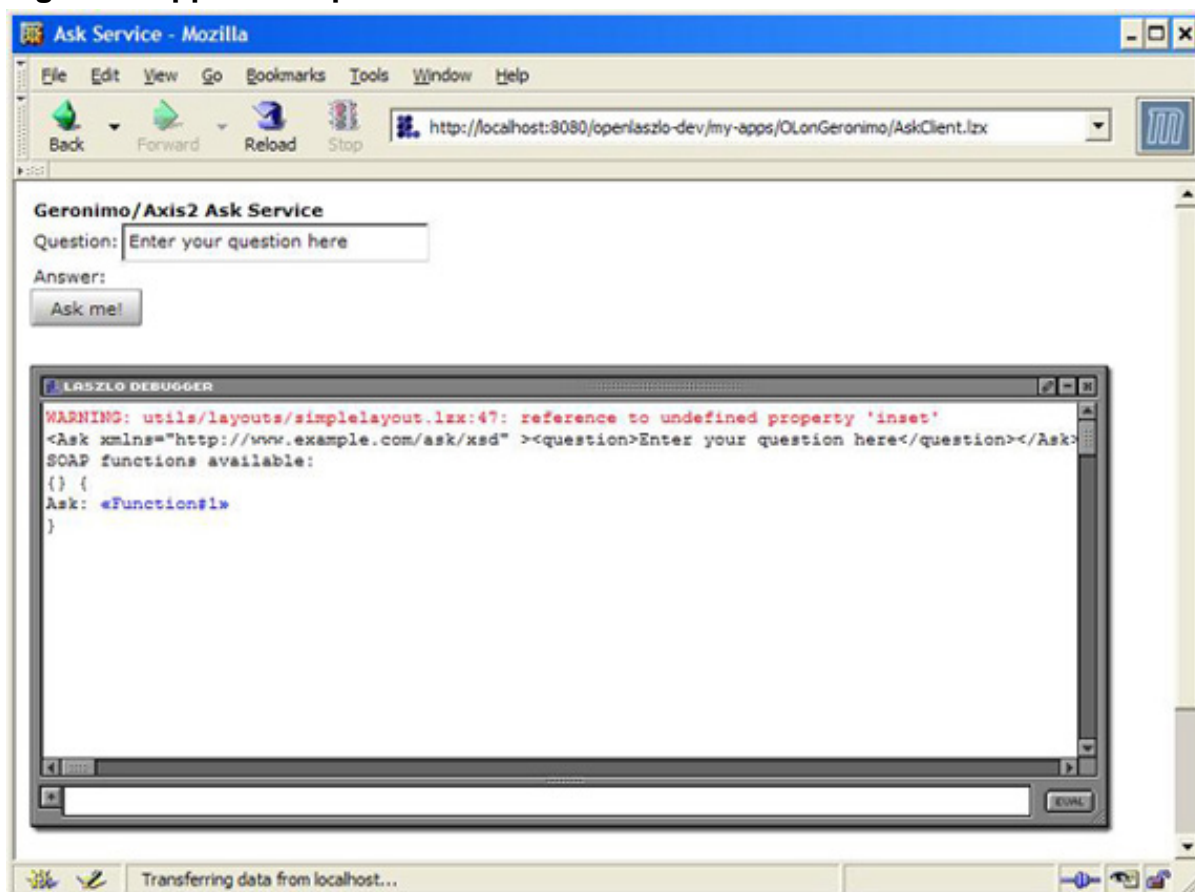 Ask Service - Mozilla
File Edit View Go Bookmarks Tools Window Help
Back Forward Reload Stop http://localhost:8080/openlaszlo-dev/my-apps/OLonGeronimo/AskClient.lzx
Geronimo/Axis2 Ask Service
Question: Enter your question here
Answer:
Ask me!
LASZLO DEBUGGER
WARNING: utils/layouts/simplelayout.lzx:47: reference to undefined property 'inset'
<Ask xmlns="http://www.example.com/ask/xsd" ><question>Enter your question here</question></Ask>
SOAP functions available:
{} {
Ask: «Function#1»
}
EVAL
Transferring data from localhost...